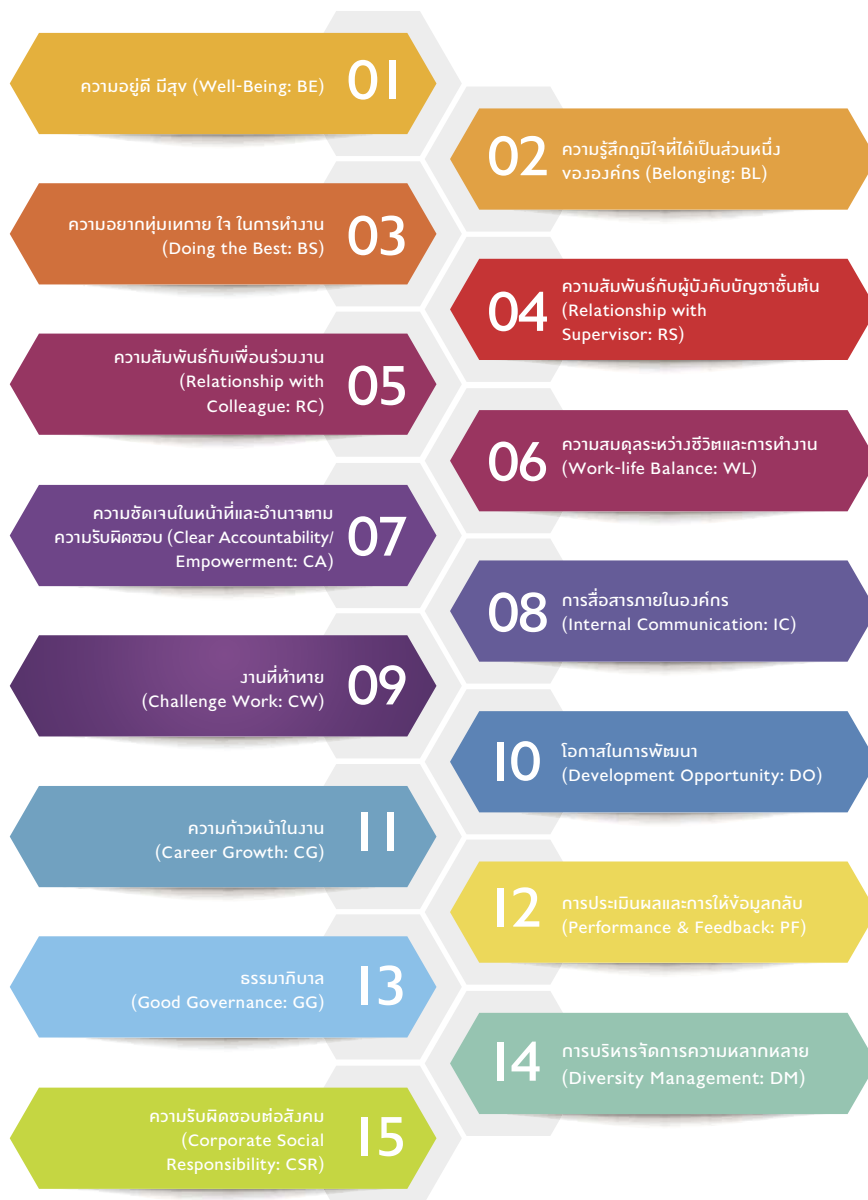 01
ความอยู่ดี มีสุข (Well-Being: BE)
02
ความรู้สึกภูมิใจที่ได้เป็นส่วนหนึ่ง
ขององค์กร (Belonging: BL)
03
ความอยากทุ่มเทกาย ใจ ในการทำงาน
(Doing the Best: BS)
04
ความสัมพันธ์กับผู้บังคับบัญชาชั้นต้น
(Relationship with
Supervisor: RS)
05
ความสัมพันธ์กับเพื่อนร่วมงาน
(Relationship with
Colleague: RC)
06
ความสมดุลระหว่างชีวิตและการทำงาน
(Work-life Balance: WL)
07
ความชัดเจนในหน้าที่และอำนาจตาม
ความรับผิดชอบ (Clear Accountability/
Empowerment: CA)
08
การสื่อสารภายในองค์กร
(Internal Communication: IC)
09
งานที่ท้าทาย
(Challenge Work: CW)
10
โอกาสในการพัฒนา
(Development Opportunity: DO)
11
ความก้าวหน้าในงาน
(Career Growth: CG)
12
การประเมินผลและการให้ข้อมูลกลับ
(Performance & Feedback: PF)
13
ธรรมาภิบาล
(Good Governance: GG)
14
การบริหารจัดการความหลากหลาย
(Diversity Management: DM)
15
ความรับผิดชอบต่อสังคม
(Corporate Social
Responsibility: CSR)